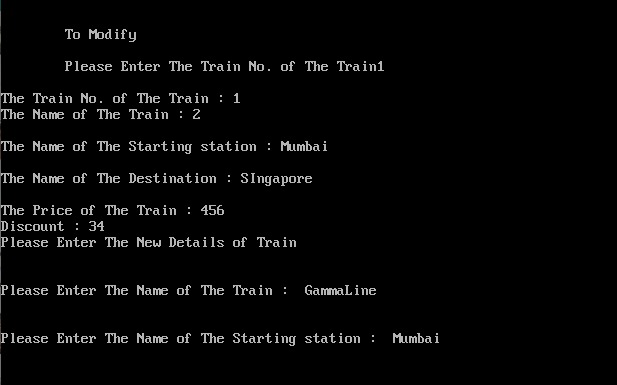 To Modify
Please Enter The Train No. of The Train1
The Train No. of The Train : 1
The Name of The Train : 2
The Name of The Starting station : Mumbai
The Name of The Destination : SIngapore
The Price of The Train : 456
Discount : 34
Please Enter The New Details of Train
Please Enter The Name of The Train :  GammaLine
Please Enter The Name of The Starting station :  Mumbai